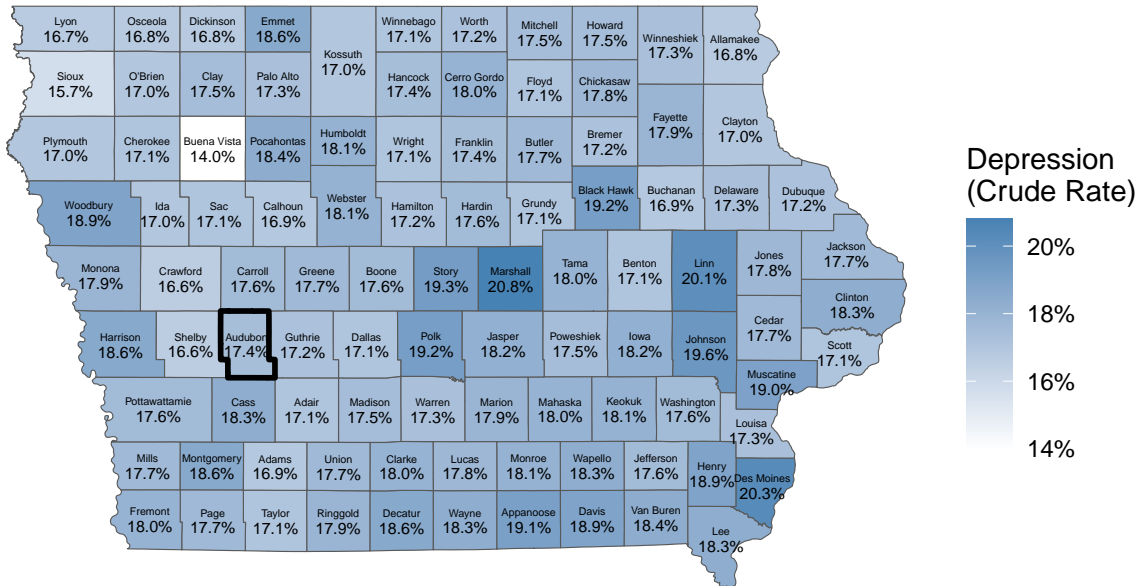 Lyon
16.7%
Osceola
16.8%
Dickinson
16.8%
Emmet
18.6%
Kossuth
17.0%
Winnebago
17.1%
Worth
17.2%
Mitchell
17.5%
Howard
17.5%
Winneshiek
17.3%
Allamakee
16.8%
Sioux
15.7%
O'Brien
17.0%
Clay
17.5%
Palo Alto
17.3%
Hancock
17.4%
Cerro Gordo
18.0%
Floyd
17.1%
Chickasaw
17.8%
Fayette
17.9%
Clayton
17.0%
Plymouth
17.0%
Cherokee
17.1%
Buena Vista
14.0%
Pocahontas
18.4%
Humboldt
18.1%
Wright
17.1%
Franklin
17.4%
Butler
17.7%
Bremer
17.2%
Woodbury
18.9%
Ida
17.0%
Sac
17.1%
Calhoun
16.9%
Webster
18.1%
Hamilton
17.2%
Hardin
17.6%
Grundy
17.1%
Black Hawk
19.2%
Buchanan
16.9%
Delaware
17.3%
Dubuque
17.2%
Monona
17.9%
Crawford
16.6%
Carroll
17.6%
Greene
17.7%
Boone
17.6%
Story
19.3%
Marshall
20.8%
Tama
18.0%
Benton
17.1%
Linn
20.1%
Jones
17.8%
Jackson
17.7%
Clinton
18.3%
Harrison
18.6%
Shelby
16.6%
Audubon
17.4%
Guthrie
17.2%
Dallas
17.1%
Polk
19.2%
Jasper
18.2%
Poweshiek
17.5%
Iowa
18.2%
Johnson
19.6%
Cedar
17.7%
Scott
17.1%
Muscatine
19.0%
Pottawattamie
17.6%
Cass
18.3%
Adair
17.1%
Madison
17.5%
Warren
17.3%
Marion
17.9%
Mahaska
18.0%
Keokuk
18.1%
Washington
17.6%
Louisa
17.3%
Mills
17.7%
Montgomery
18.6%
Adams
16.9%
Union
17.7%
Clarke
18.0%
Lucas
17.8%
Monroe
18.1%
Wapello
18.3%
Jefferson
17.6%
Henry
18.9%
Des Moines
20.3%
Fremont
18.0%
Page
17.7%
Taylor
17.1%
Ringgold
17.9%
Decatur
18.6%
Wayne
18.3%
Appanoose
19.1%
Davis
18.9%
Van Buren
18.4%
Lee
18.3%
Depression
(Crude Rate)
20%
18%
16%
14%